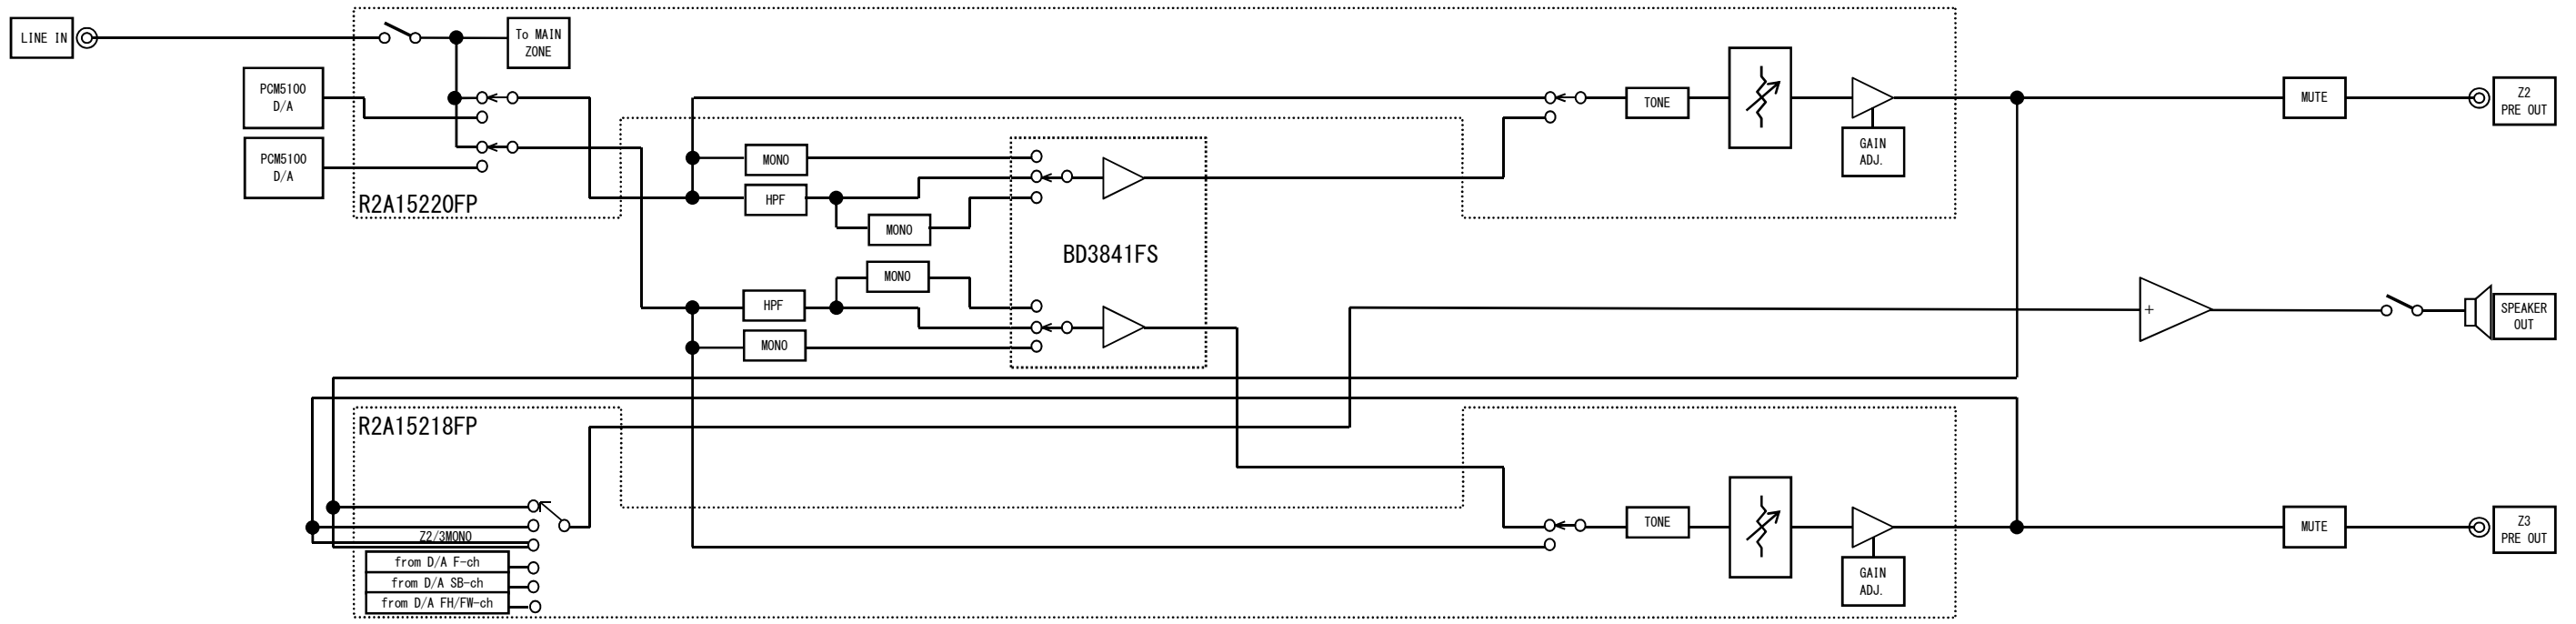 LINE IN
To MAIN
ZONE
PCM5100
D/A
PCM5100
D/A
R2A15220FP
MONO
HPF
MONO
MONO
HPF
MONO
BD3841FS
TONE
GAIN
ADJ.
MUTE
Z2
PRE OUT
+
SPEAKER
OUT
R2A15218FP
Z2/3MONO
from D/A F-ch
from D/A SB-ch
from D/A FH/FW-ch
TONE
GAIN
ADJ.
MUTE
Z3
PRE OUT